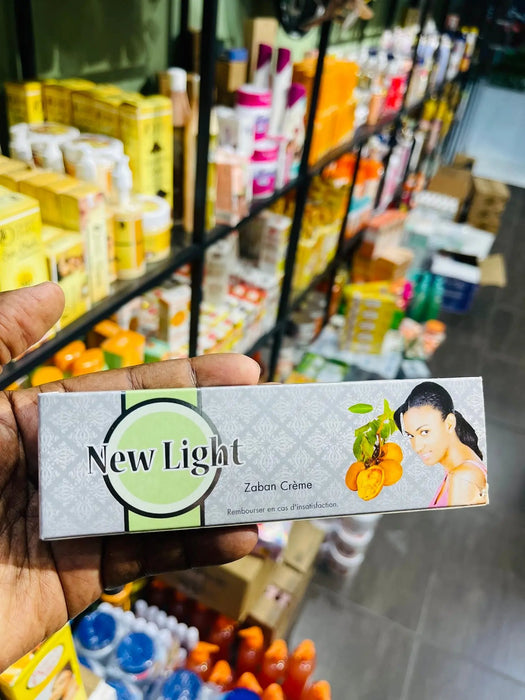 New Light
Zaban Crème
Rembourser en cas d'insatisfaction.